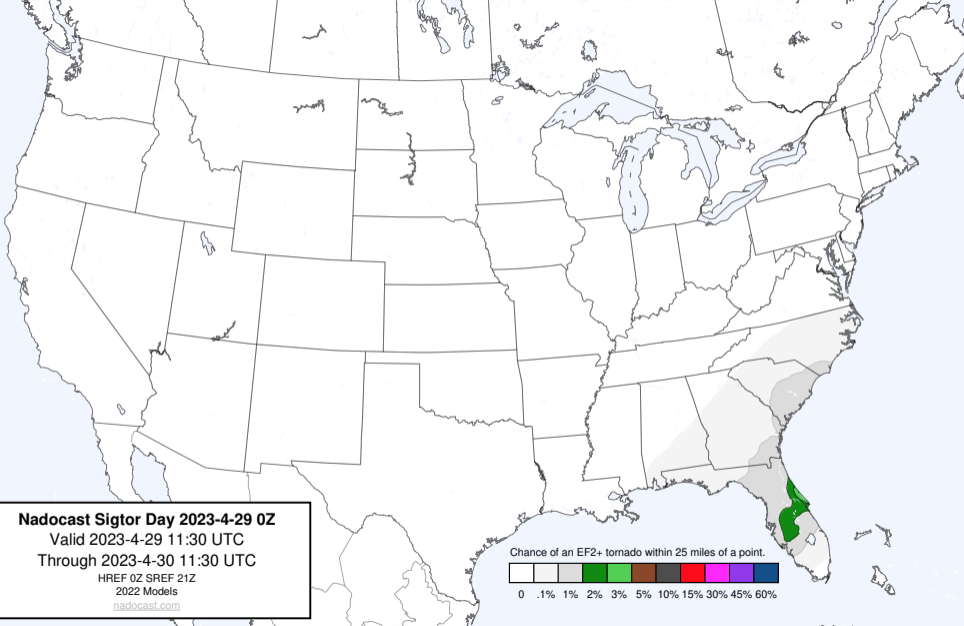 Nadocast Sigtor Day 2023-4-29 0Z
Valid 2023-4-29 11:30 UTC
Through 2023-4-30 11:30 UTC
HREF 0Z SREF 21Z
2022 Models
nadocast.com
Chance of an EF2+ tornado within 25 miles of a point.
0 .1% 1% 2% 3% 5% 10% 15% 30% 45% 60%